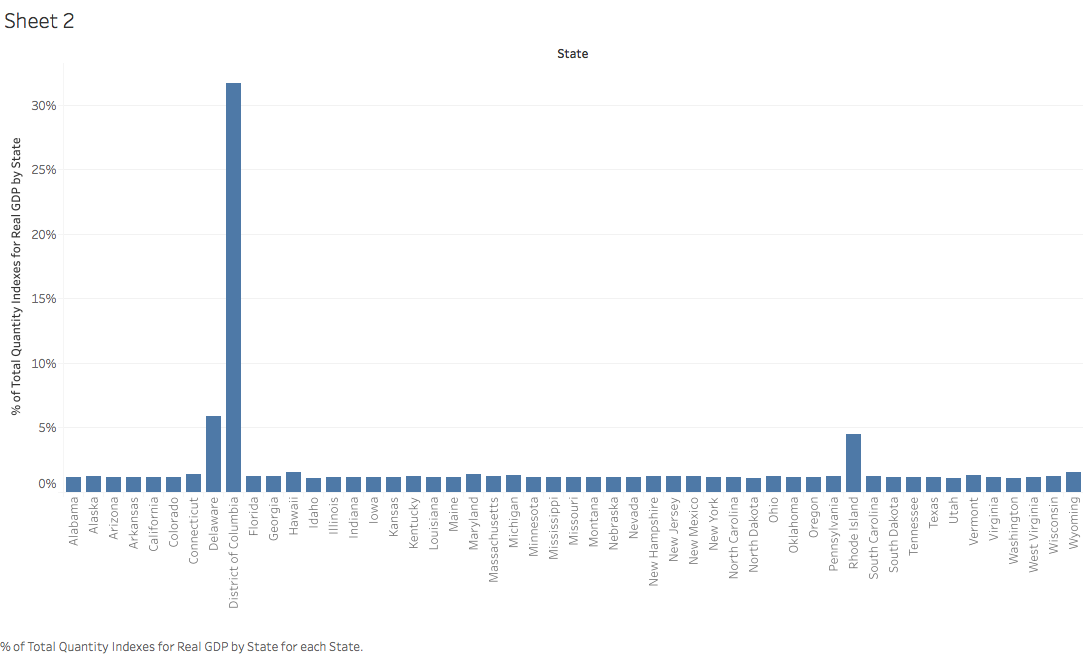 Sheet 2
State
% of Total Quantity Indexes for Real GDP by State
30%
25%
20%
15%
10%
5%
0%
Alabama
Alaska
Arizona
Arkansas
California
Colorado
Connecticut
Delaware
District of Columbia
Florida
Georgia
Hawaii
Idaho
Illinois
Indiana
Iowa
Kansas
Kentucky
Louisiana
Maine
Maryland
Massachusetts
Michigan
Minnesota
Mississippi
Missouri
Montana
Nebraska
Nevada
New Hampshire
New Jersey
New Mexico
New York
North Carolina
North Dakota
Ohio
Oklahoma
Oregon
Pennsylvania
Rhode Island
South Carolina
South Dakota
Tennessee
Texas
Utah
Vermont
Virginia
Washington
West Virginia
Wisconsin
Wyoming
% of Total Quantity Indexes for Real GDP by State for each State.